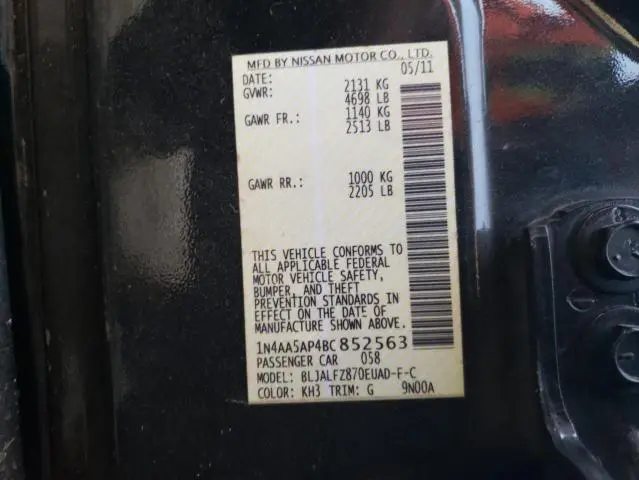 MFD BY NISSAN MOTOR CO., LTD.
DATE: 05/11
GVWR: 2131 KG
4698 LB
GAWR FR.: 1140 KG
2513 LB
GAWR RR.: 1000 KG
2205 LB
THIS VEHICLE CONFORMS TO
ALL APPLICABLE FEDERAL
MOTOR VEHICLE SAFETY,
BUMPER, AND THEFT
PREVENTION STANDARDS IN
EFFECT ON THE DATE OF
MANUFACTURE SHOWN ABOVE.
1N4AA5AP4BC852563
PASSENGER CAR 058
MODEL: BLJALFZ870EUAD-F-C
COLOR: KH3 TRIM: G 9N00A